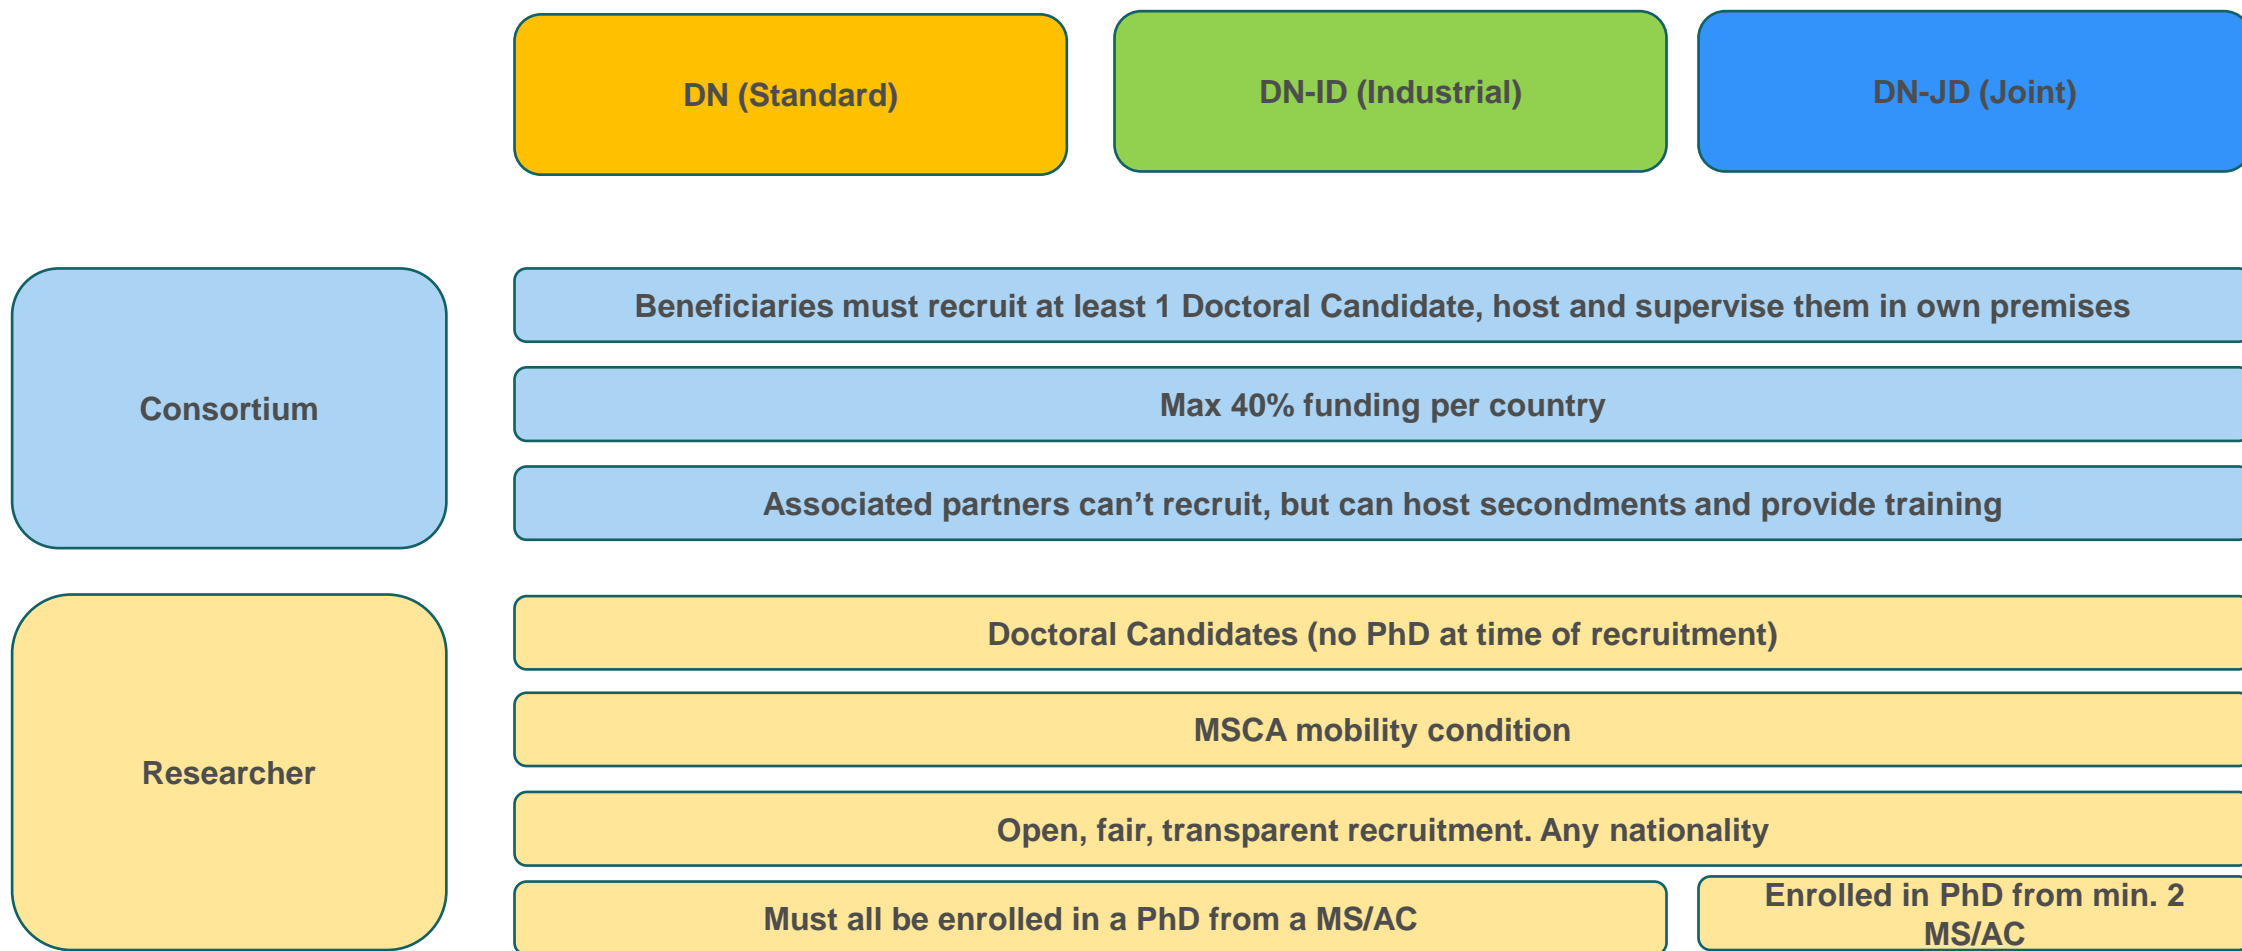 DN (Standard)
DN-ID (Industrial)
DN-JD (Joint)
Consortium
Beneficiaries must recruit at least 1 Doctoral Candidate, host and supervise them in own premises
Max 40% funding per country
Associated partners can’t recruit, but can host secondments and provide training
Researcher
Doctoral Candidates (no PhD at time of recruitment)
MSCA mobility condition
Open, fair, transparent recruitment. Any nationality
Must all be enrolled in a PhD from a MS/AC
Enrolled in PhD from min. 2
MS/AC